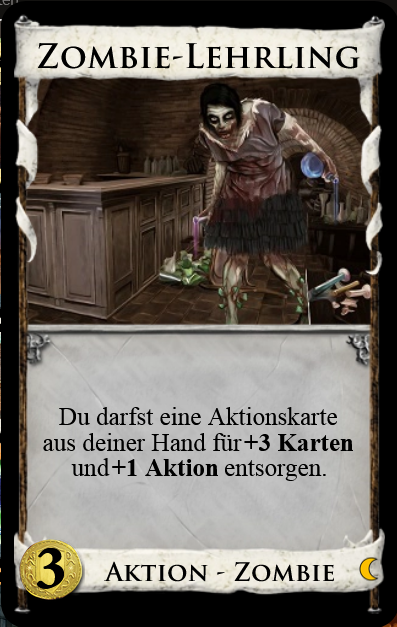 ZOMBIE-LEHRLING
Du darfst eine Aktionskarte
aus deiner Hand für +3 Karten
und +1 Aktion entsorgen.
3
AKTION - ZOMBIE